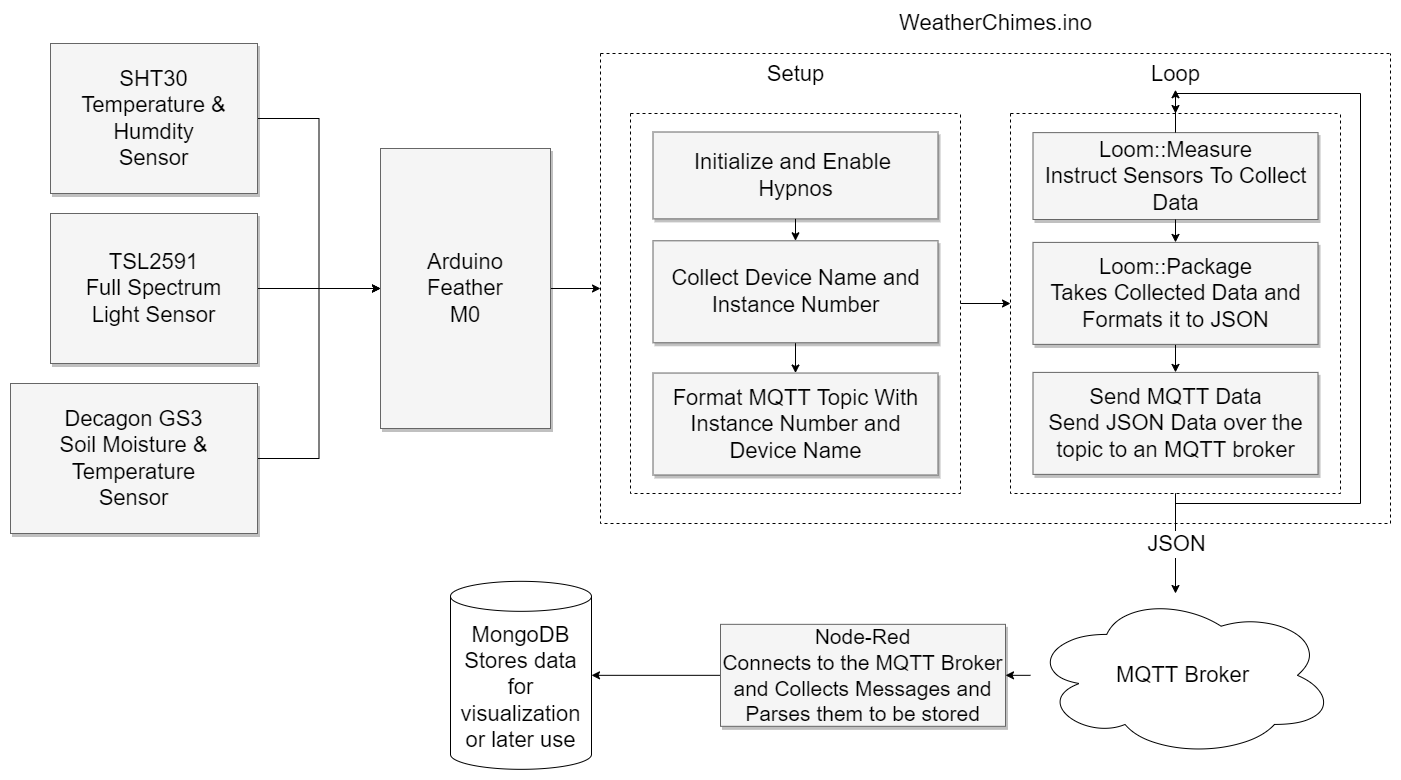 WeatherChimes.ino
SHT30
Temperature &
Humdity
Sensor
TSL2591
Full Spectrum
Light Sensor
Decagon GS3
Soil Moisture &
Temperature
Sensor
Arduino
Feather
M0
Setup
Initialize and Enable
Hypnos
Collect Device Name and
Instance Number
Format MQTT Topic With
Instance Number and
Device Name
Loop
Loom::Measure
Instruct Sensors To Collect
Data
Loom::Package
Takes Collected Data and
Formats it to JSON
Send MQTT Data
Send JSON Data over the
topic to an MQTT broker
JSON
MQTT Broker
Node-Red
Connects to the MQTT Broker
and Collects Messages and
Parses them to be stored
MongoDB
Stores data
for
visualization
or later use